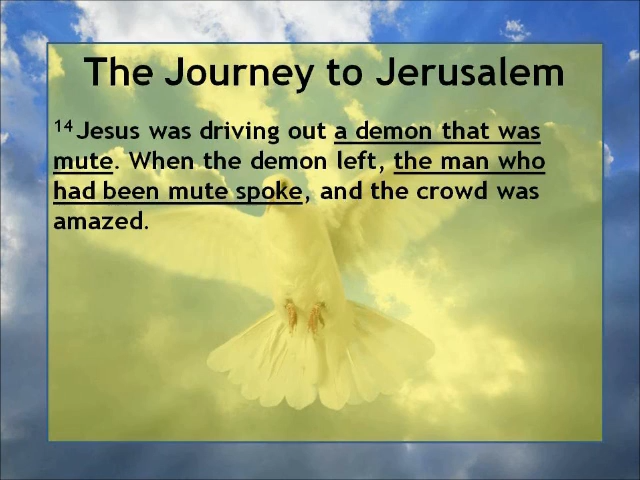 The Journey to Jerusalem
14 Jesus was driving out a demon that was
mute. When the demon left, the man who
had been mute spoke, and the crowd was
amazed.